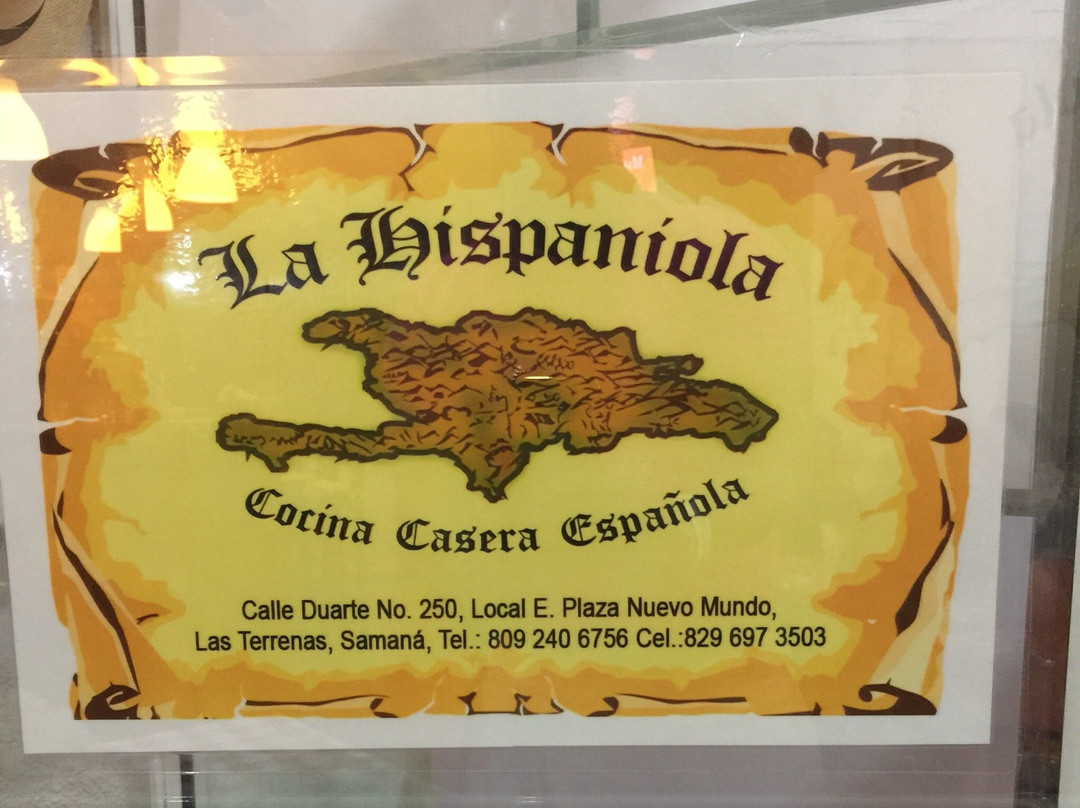 La Hispaniola
Cocina Casera Española
Calle Duarte No. 250, Local E. Plaza Nuevo Mundo,
Las Terrenas, Samaná, Tel.: 809 240 6756 Cel.:829 697 3503